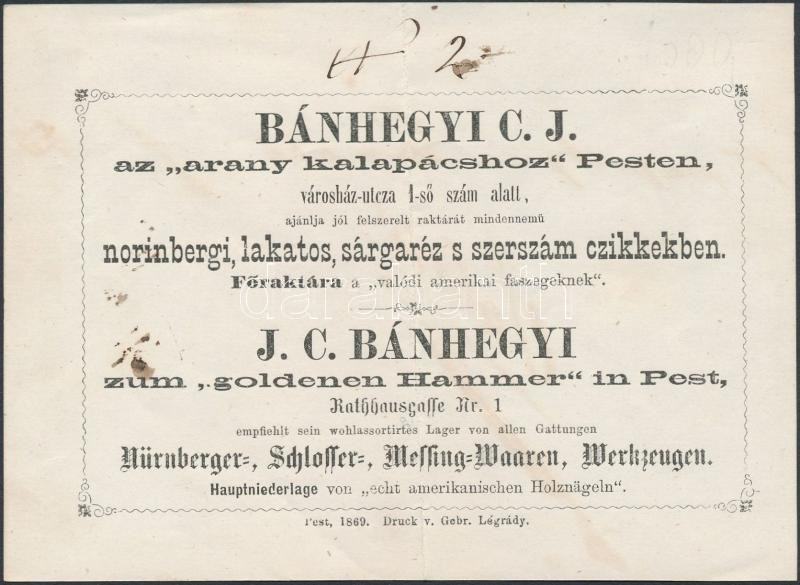 2
BÁNHEGYI C. J.
az „arany kalapácshoz“ Pesten,
városház-utcza 1-ső szám alatt,
ajánlja jól felszerelt raktárát mindennemü
norinbergi, lakatos, sárgaréz s szerszám czikkekben.
Főraktára a „valódi amerikai faszegeknek“.
darabanth
J. C. BÁNHEGYI
zum „goldenen Hammer“ in Pest,
Rathhausgasse Nr. 1
empfiehlt sein wohlassortirtes Lager von allen Gattungen
Nürnberger-, Schlosser-, Messing-Waaren, Werkzeugen.
Hauptniederlage von „echt amerikanischen Holznägeln“.
Pest, 1869. Druck v. Gebr. Légrády.